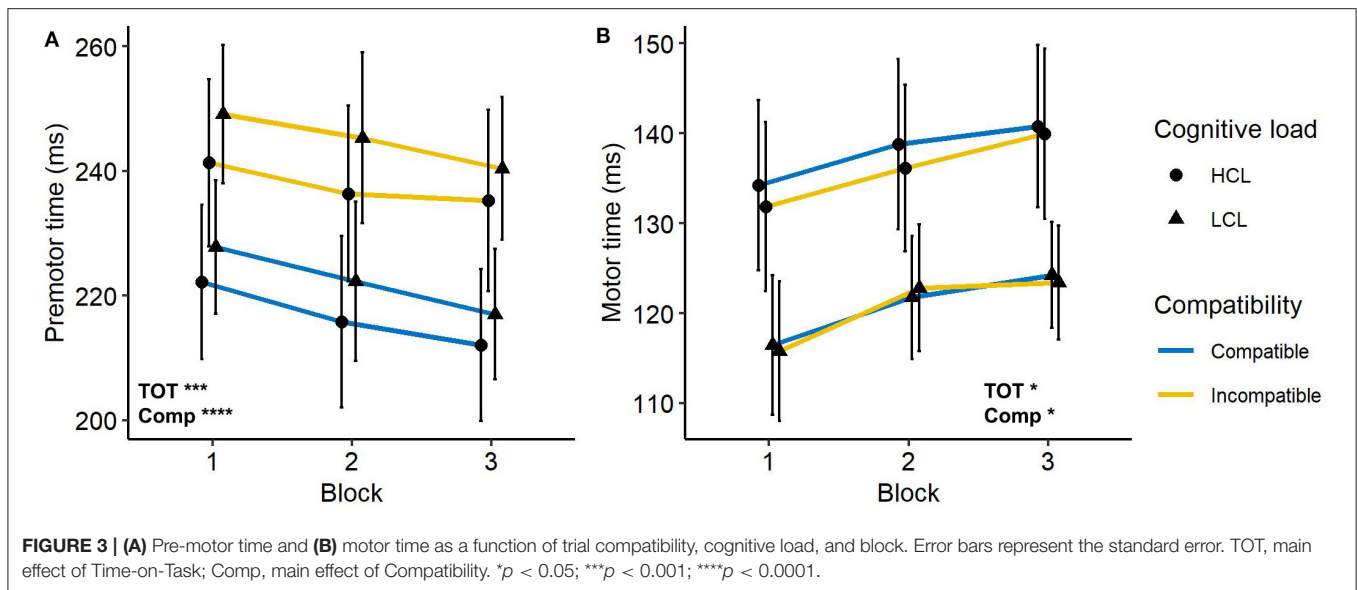 A
260
240
220
200
Premotor time (ms)
TOT ***
Comp ****
1 2 3
Block
B
150
140
130
120
110
Motor time (ms)
TOT *
Comp *
1 2 3
Block
Cognitive load
HCL
LCL
Compatibility
Compatible
Incompatible
FIGURE 3 | (A) Pre-motor time and (B) motor time as a function of trial compatibility, cognitive load, and block. Error bars represent the standard error. TOT, main
effect of Time-on-Task; Comp, main effect of Compatibility. *p < 0.05; ***p < 0.001; ****p < 0.0001.